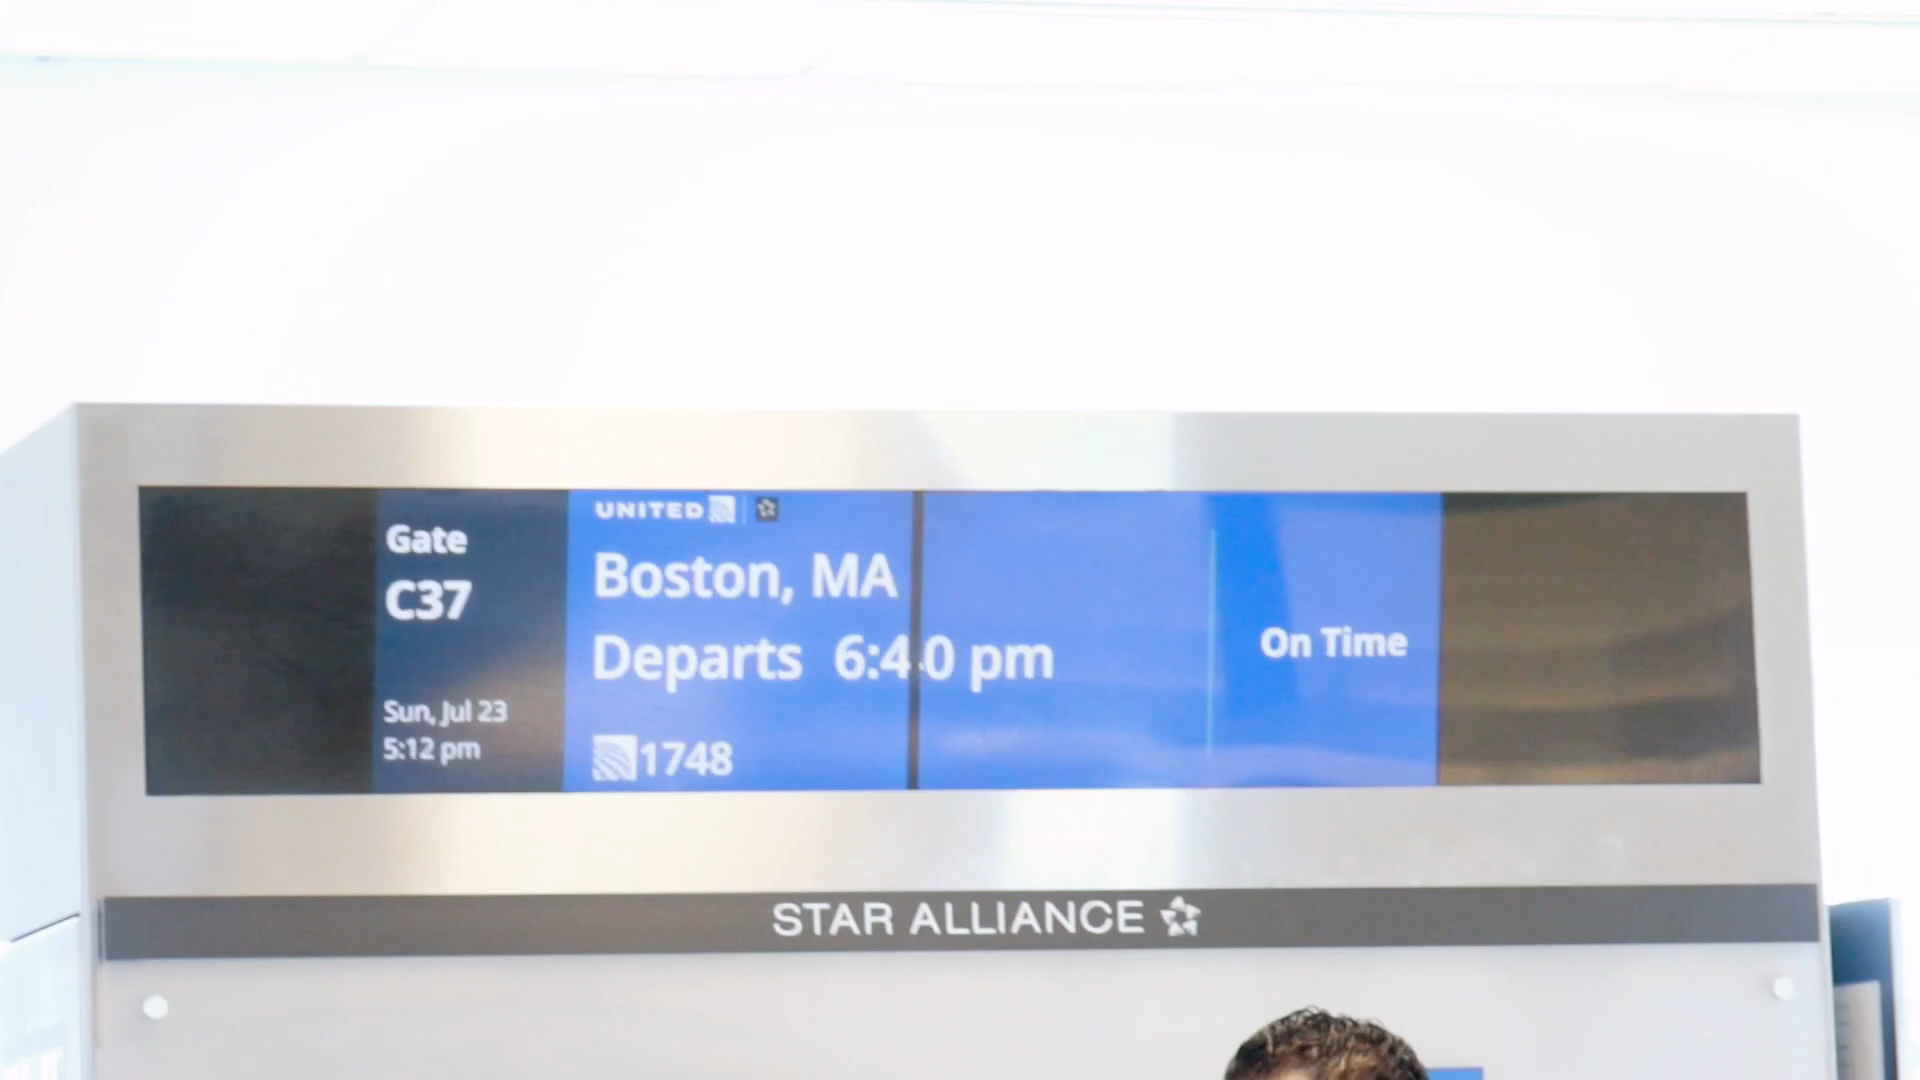 Gate
C37
Sun, Jul 23
5:12 pm
UNITED
Boston, MA
Departs 6:40 pm
1748
On Time
STAR ALLIANCE